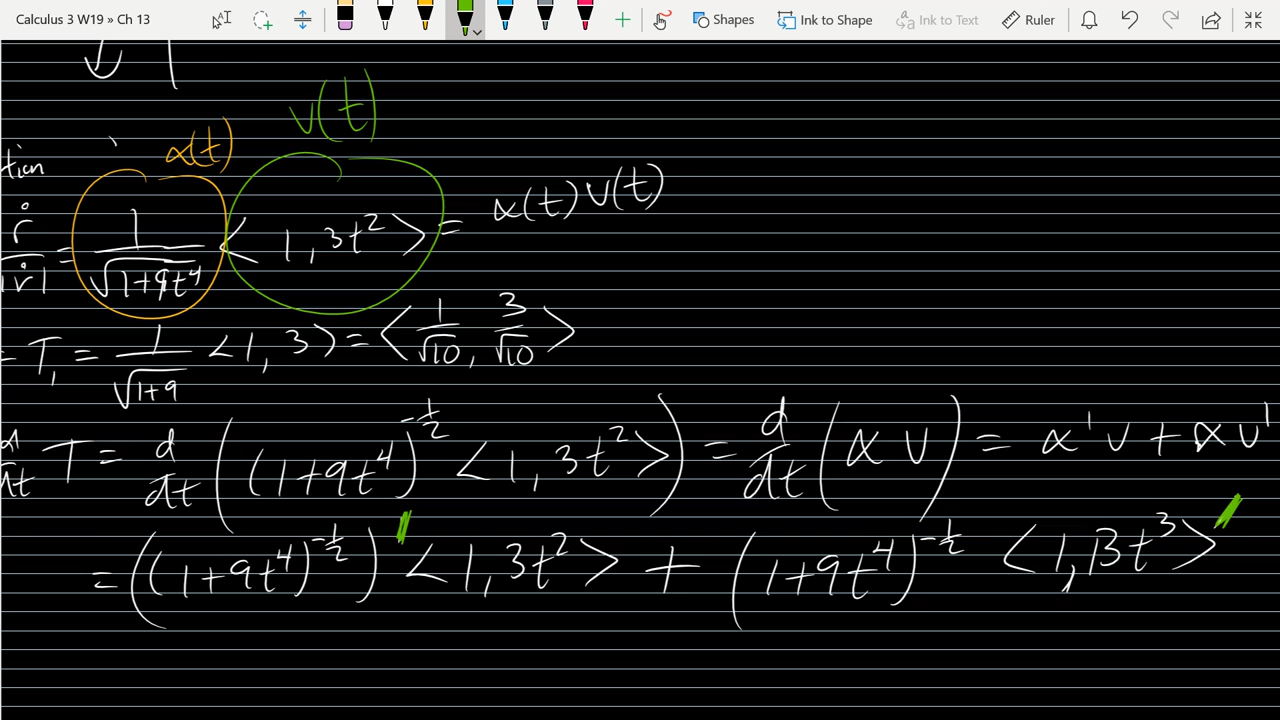 Calculus 3 W19 » Ch 13
Shapes
Ink to Shape
Ink to Text
Ruler
v(t)
α(t)
tion
ṙ/|ṙ| = 1/√(1+9t⁴) < 1, 3t² > = α(t) v(t)
= T₁ = 1/√(1+9) <1, 3> = <1/√10, 3/√10>
d/dt T = d/dt ((1+9t⁴)^(-1/2) <1, 3t²>) = d/dt (α v) = α' v + α v'
= ((1+9t⁴)^(-1/2))' <1, 3t²> + (1+9t⁴)^(-1/2) <1, 3t³>'